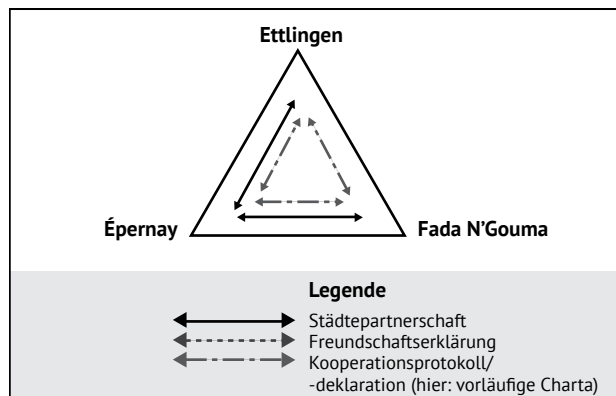 Ettlingen
Épernay
Fada N'Gouma
Legende
Städtepartnerschaft
Freundschaftserklärung
Kooperationsprotokoll/
-deklaration (hier: vorläufige Charta)